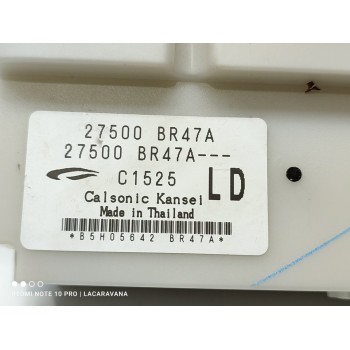 27500 BR47A
27500 BR47A---
C1525 LD
Calsonic Kansei
Made in Thailand
*B5H05642 BR47A*
REDMI NOTE 10 PRO | LACARAVANA